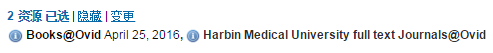 2 资源 已选 | 隐藏 | 变更
Books@Ovid April 25, 2016, Harbin Medical University full text Journals@Ovid